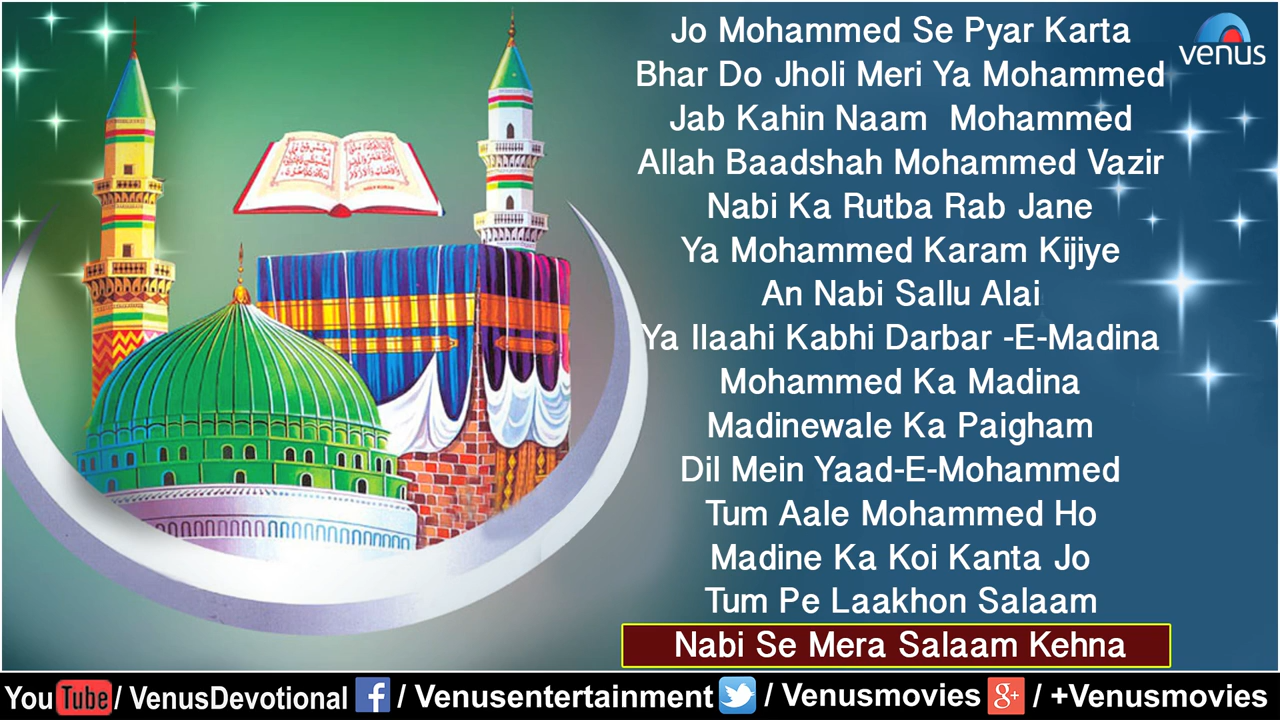 Jo Mohammed Se Pyar Karta
Bhar Do Jholi Meri Ya Mohammed
Jab Kahin Naam  Mohammed
Allah Baadshah Mohammed Vazir
Nabi Ka Rutba Rab Jane
Ya Mohammed Karam Kijiye
An Nabi Sallu Alai
Ya Ilaahi Kabhi Darbar -E-Madina
Mohammed Ka Madina
Madinewale Ka Paigham
Dil Mein Yaad-E-Mohammed
Tum Aale Mohammed Ho
Madine Ka Koi Kanta Jo
Tum Pe Laakhon Salaam
Nabi Se Mera Salaam Kehna
venus
You Tube / VenusDevotional f / Venusentertainment / Venusmovies g+ / +Venusmovies